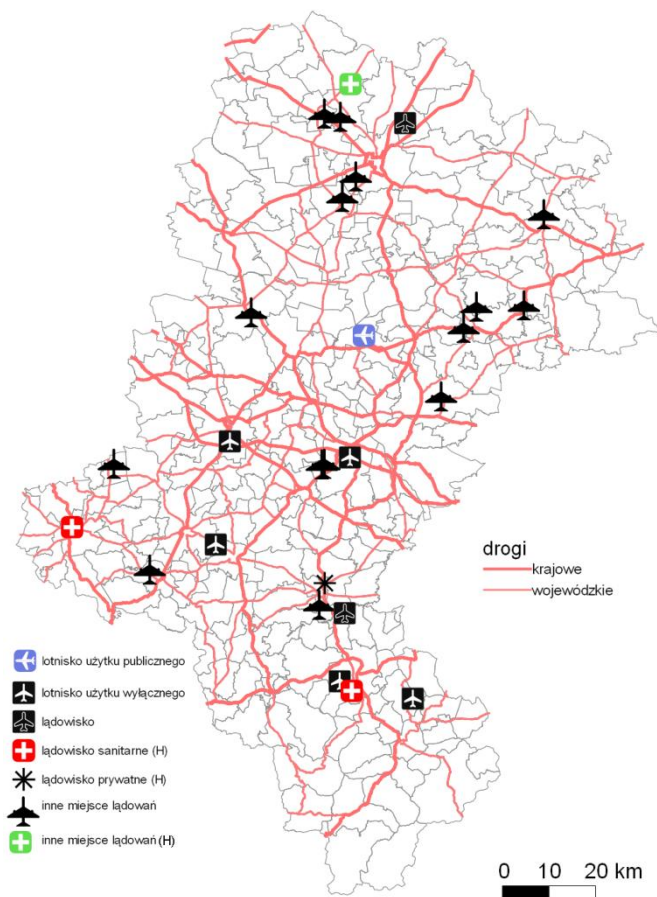 drogi
krajowe
wojewódzkie
lotnisko użytku publicznego
lotnisko użytku wyłącznego
lądowisko
lądowisko sanitarne (H)
lądowisko prywatne (H)
inne miejsce lądowań
inne miejsce lądowań (H)
0 10 20 km